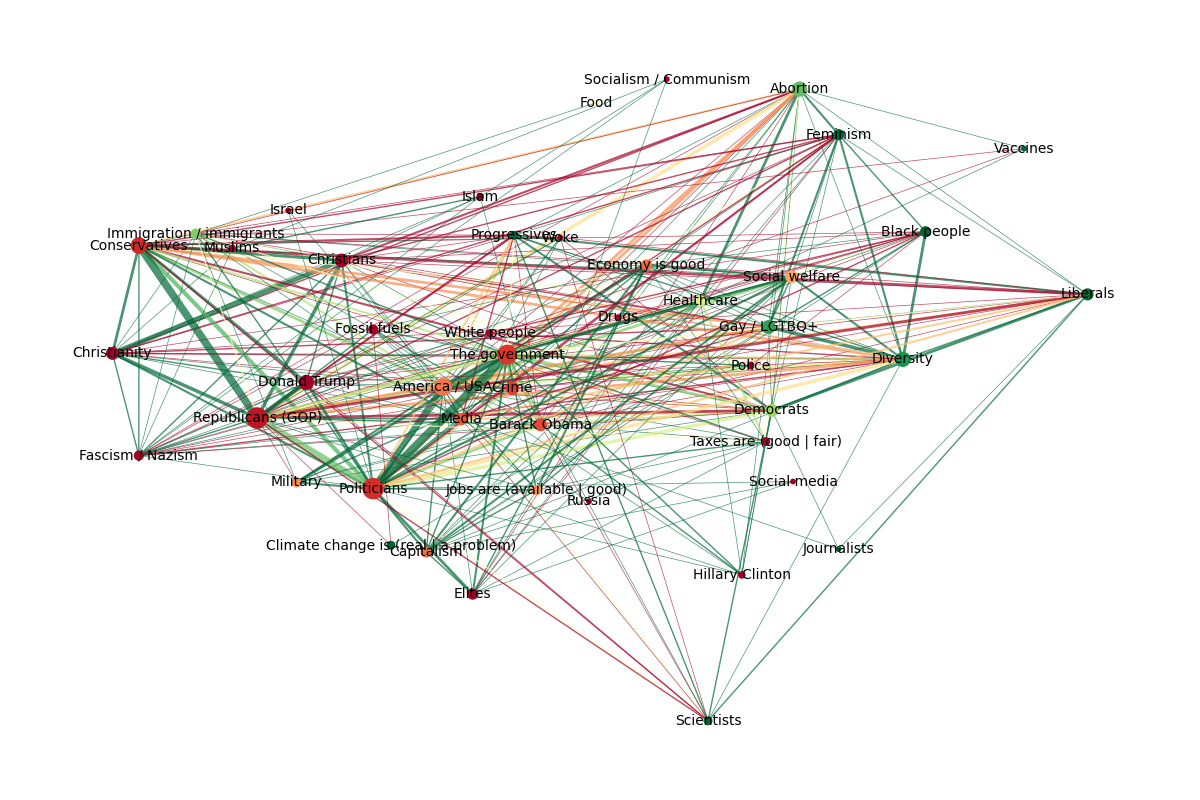 Socialism / Communism
Abortion
Food
Feminism
Vaccines
Islam
Israel
Immigration / immigrants
Black people
Progressives
Woke
Conservatives
Muslims
Christians
Economy is good
Social welfare
Liberals
Healthcare
Drugs
Gay / LGTBQ+
Fossil fuels
White people
Christianity
The government
Diversity
Police
Donald Trump
America / USA
Crime
Democrats
Republicans (GOP)
Media
Barack Obama
Taxes are (good | fair)
Fascism / Nazism
Military
Social media
Politicians
Jobs are (available | good)
Russia
Climate change is (real | a problem)
Capitalism
Journalists
Hillary Clinton
Elites
Scientists